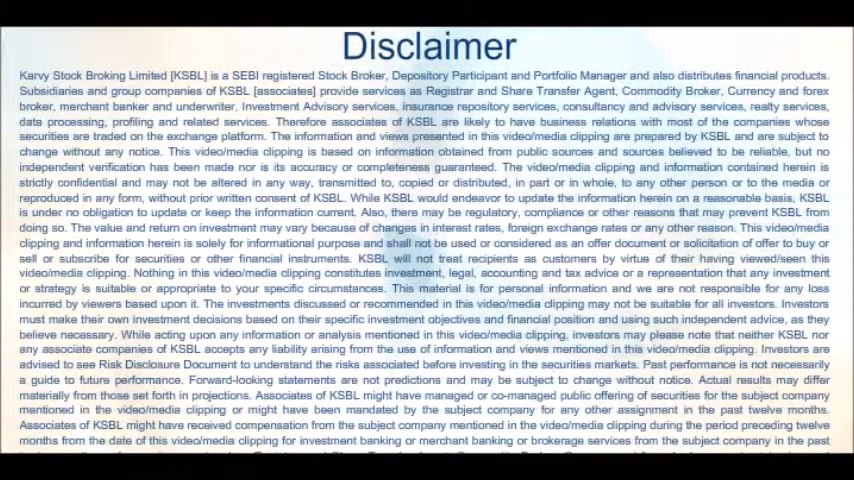 Disclaimer
Karvy Stock Broking Limited [KSBL] is a SEBI registered Stock Broker, Depository Participant and Portfolio Manager and also distributes financial products.
Subsidiaries and group companies of KSBL [associates] provide services as Registrar and Share Transfer Agent, Commodity Broker, Currency and forex
broker, merchant banker and underwriter, Investment Advisory services, insurance repository services, consultancy and advisory services, realty services,
data processing, profiling and related services. Therefore associates of KSBL are likely to have business relations with most of the companies whose
securities are traded on the exchange platform. The information and views presented in this video/media clipping are prepared by KSBL and are subject to
change without any notice. This video/media clipping is based on information obtained from public sources and sources believed to be reliable, but no
independent verification has been made nor is its accuracy or completeness guaranteed. The video/media clipping and information contained herein is
strictly confidential and may not be altered in any way, transmitted to, copied or distributed, in part or in whole, to any other person or to the media or
reproduced in any form, without prior written consent of KSBL. While KSBL would endeavor to update the information herein on a reasonable basis, KSBL
is under no obligation to update or keep the information current. Also, there may be regulatory, compliance or other reasons that may prevent KSBL from
doing so. The value and return on investment may vary because of changes in interest rates, foreign exchange rates or any other reason. This video/media
clipping and information herein is solely for informational purpose and shall not be used or considered as an offer document or solicitation of offer to buy or
sell or subscribe for securities or other financial instruments. KSBL will not treat recipients as customers by virtue of their having viewed/seen this
video/media clipping. Nothing in this video/media clipping constitutes investment, legal, accounting and tax advice or a representation that any investment
or strategy is suitable or appropriate to your specific circumstances. This material is for personal information and we are not responsible for any loss
incurred by viewers based upon it. The investments discussed or recommended in this video/media clipping may not be suitable for all investors. Investors
must make their own investment decisions based on their specific investment objectives and financial position and using such independent advice, as they
believe necessary. While acting upon any information or analysis mentioned in this video/media clipping, investors may please note that neither KSBL nor
any associate companies of KSBL accepts any liability arising from the use of information and views mentioned in this video/media clipping. Investors are
advised to see Risk Disclosure Document to understand the risks associated before investing in the securities markets. Past performance is not necessarily
a guide to future performance. Forward-looking statements are not predictions and may be subject to change without notice. Actual results may differ
materially from those set forth in projections. Associates of KSBL might have managed or co-managed public offering of securities for the subject company
mentioned in the video/media clipping or might have been mandated by the subject company for any other assignment in the past twelve months.
Associates of KSBL might have received compensation from the subject company mentioned in the video/media clipping during the period preceding twelve
months from the date of this video/media clipping for investment banking or merchant banking or brokerage services from the subject company in the past